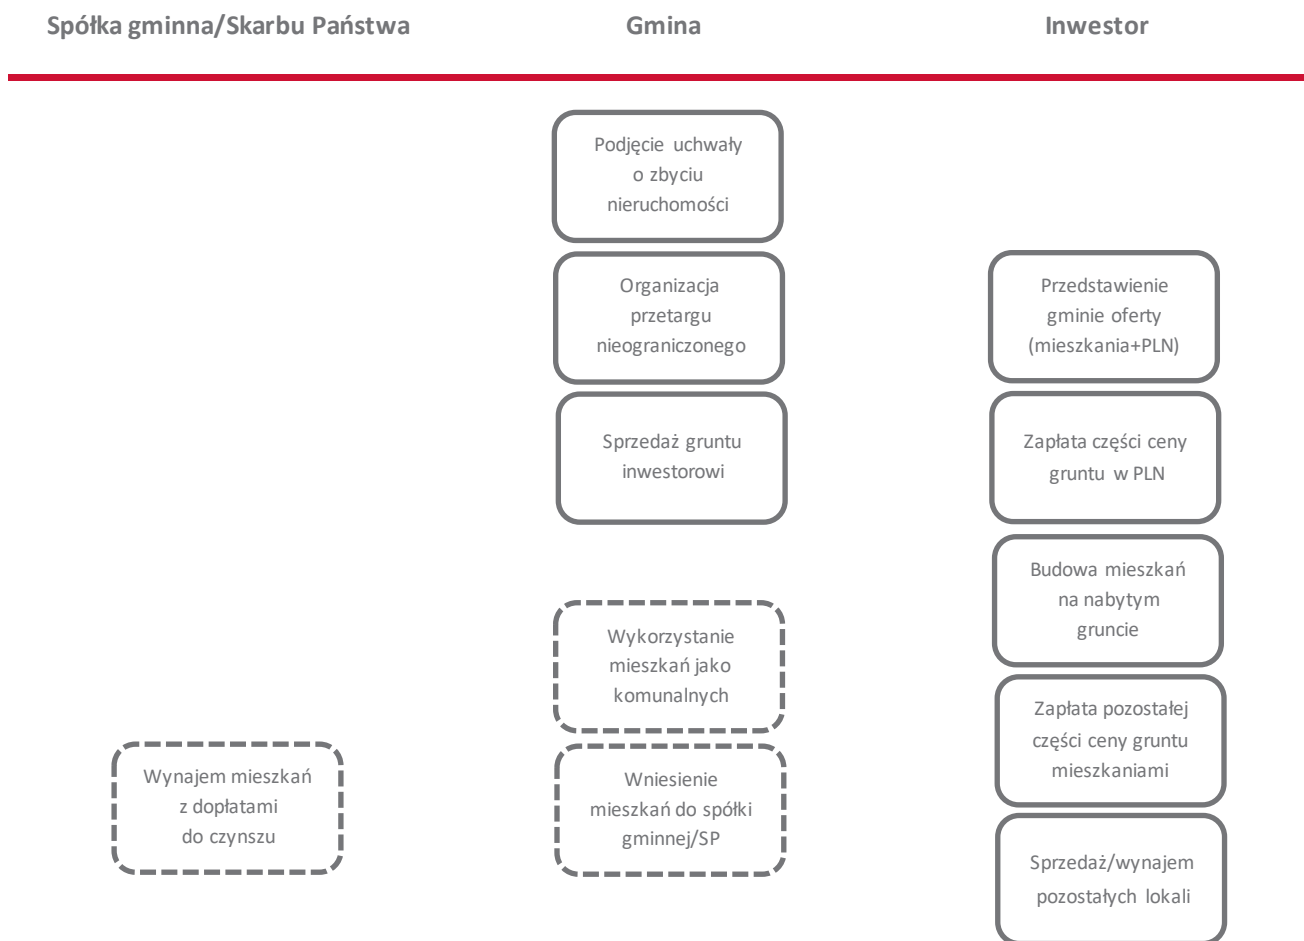 Spółka gminna/Skarbu Państwa
Gmina
Inwestor
Podjęcie uchwały
o zbyciu
nieruchomości
Organizacja
przetargu
nieograniczonego
Przedstawienie
gminie oferty
(mieszkania+PLN)
Sprzedaż gruntu
inwestorowi
Zapłata części ceny
gruntu w PLN
Budowa mieszkań
na nabytym
gruncie
Wykorzystanie
mieszkań jako
komunalnych
Zapłata pozostałej
części ceny gruntu
mieszkaniami
Wynajem mieszkań
z dopłatami
do czynszu
Wniesienie
mieszkań do spółki
gminnej/SP
Sprzedaż/wynajem
pozostałych lokali